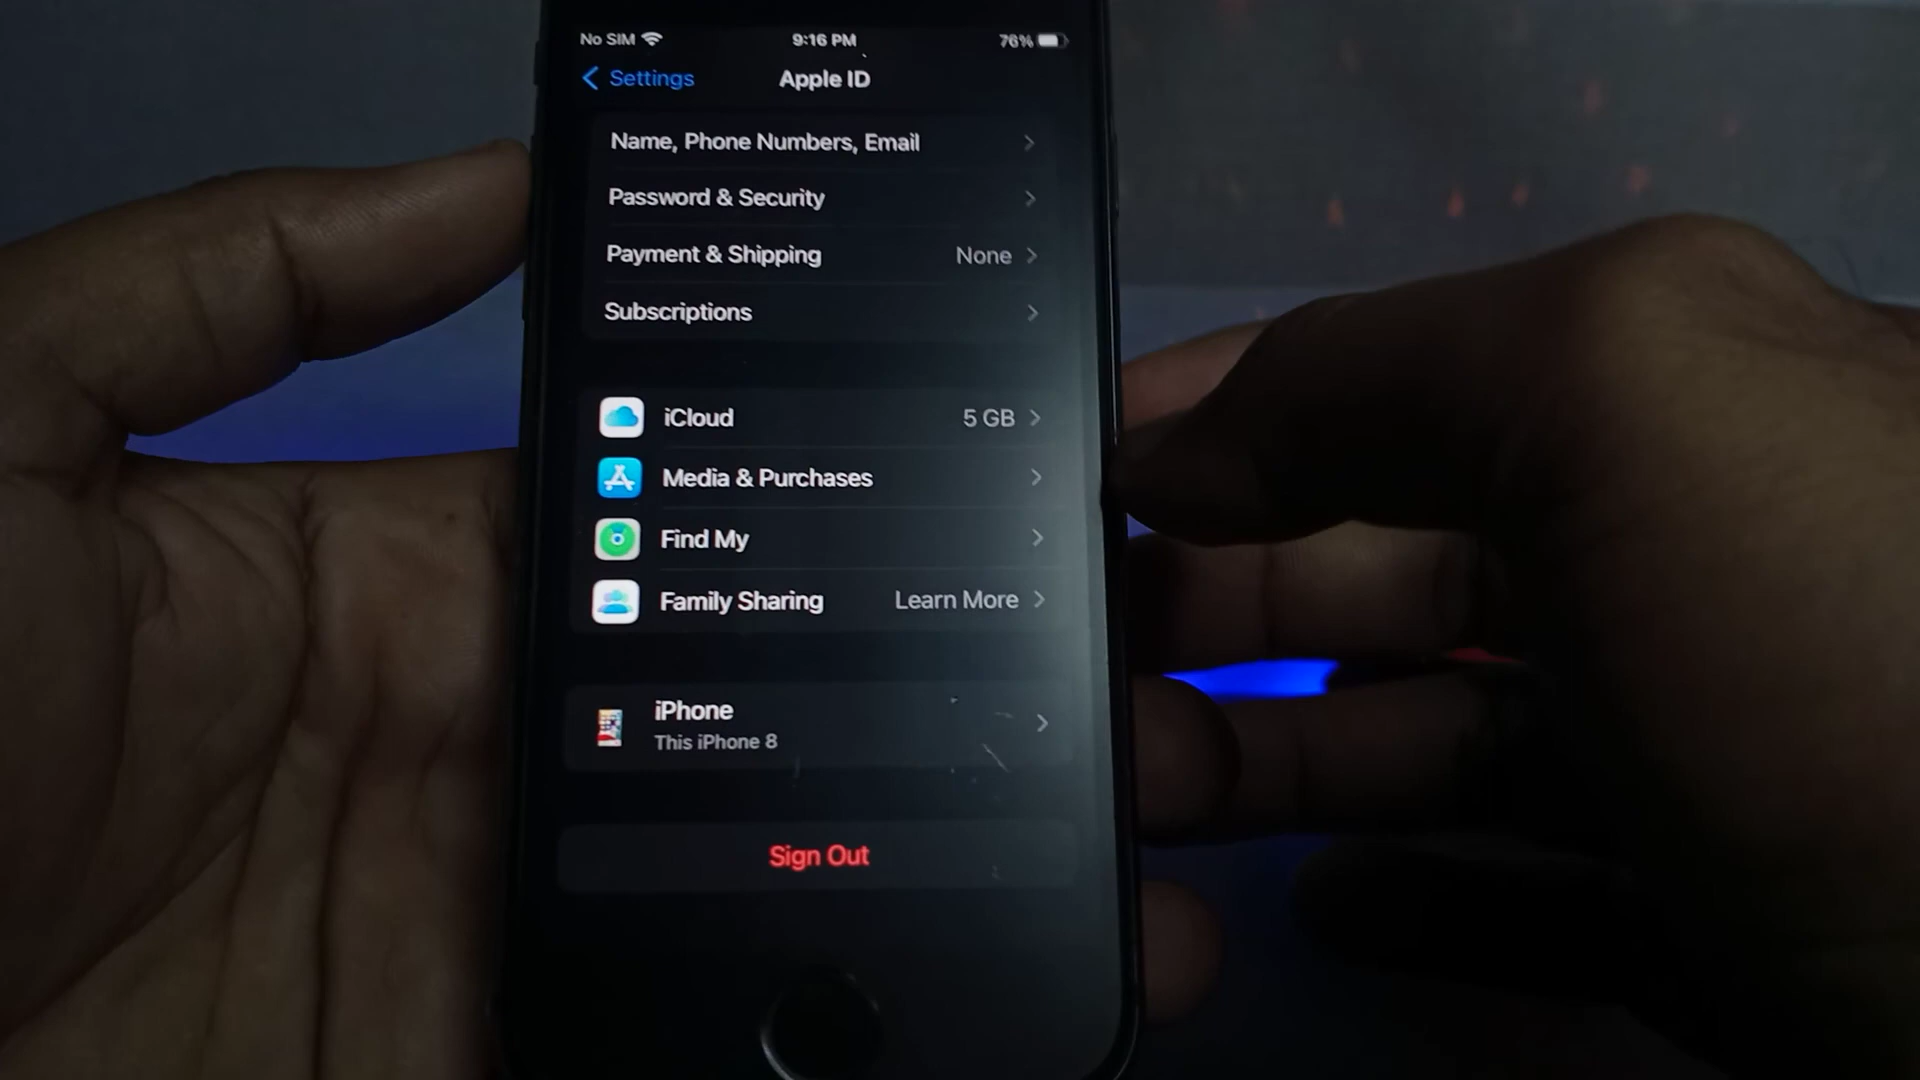 No SIM 9:16 PM 76%
Settings Apple ID
Name, Phone Numbers, Email
Password & Security
Payment & Shipping None
Subscriptions
iCloud 5 GB
Media & Purchases
Find My
Family Sharing Learn More
iPhone
This iPhone 8
Sign Out